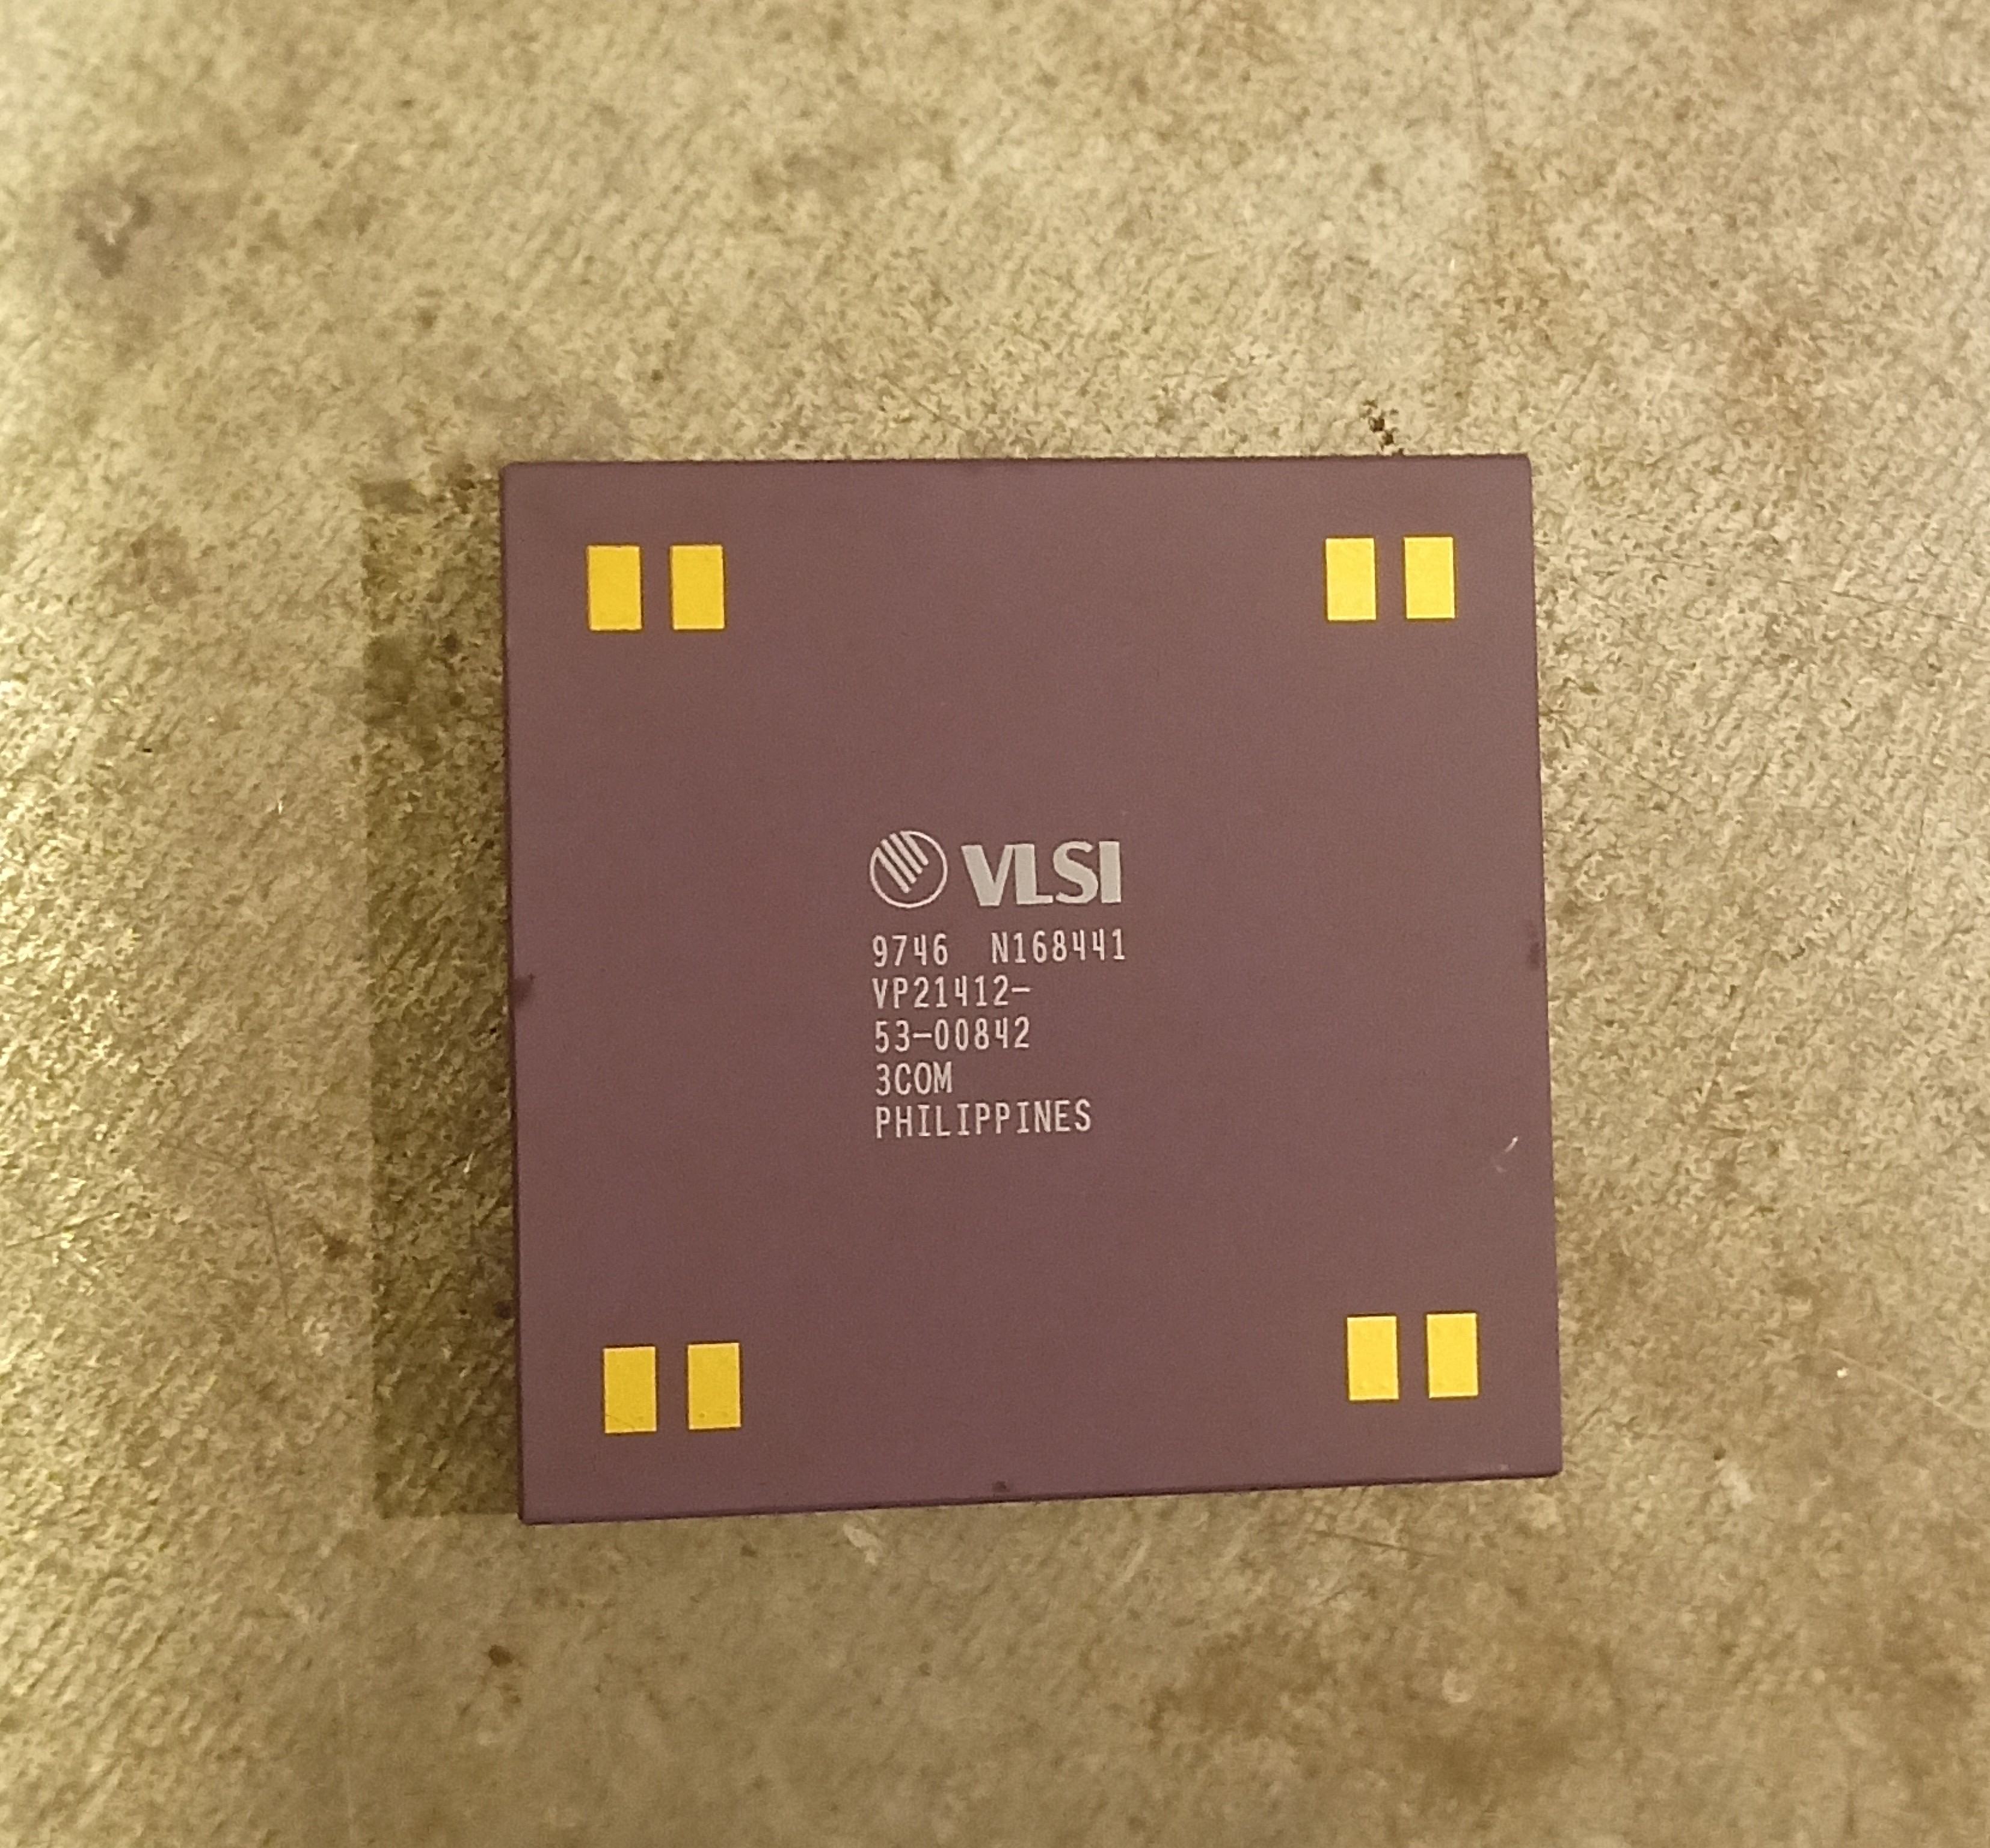 VLSI
9746 N168441
VP21412-
53-00842
3COM
PHILIPPINES